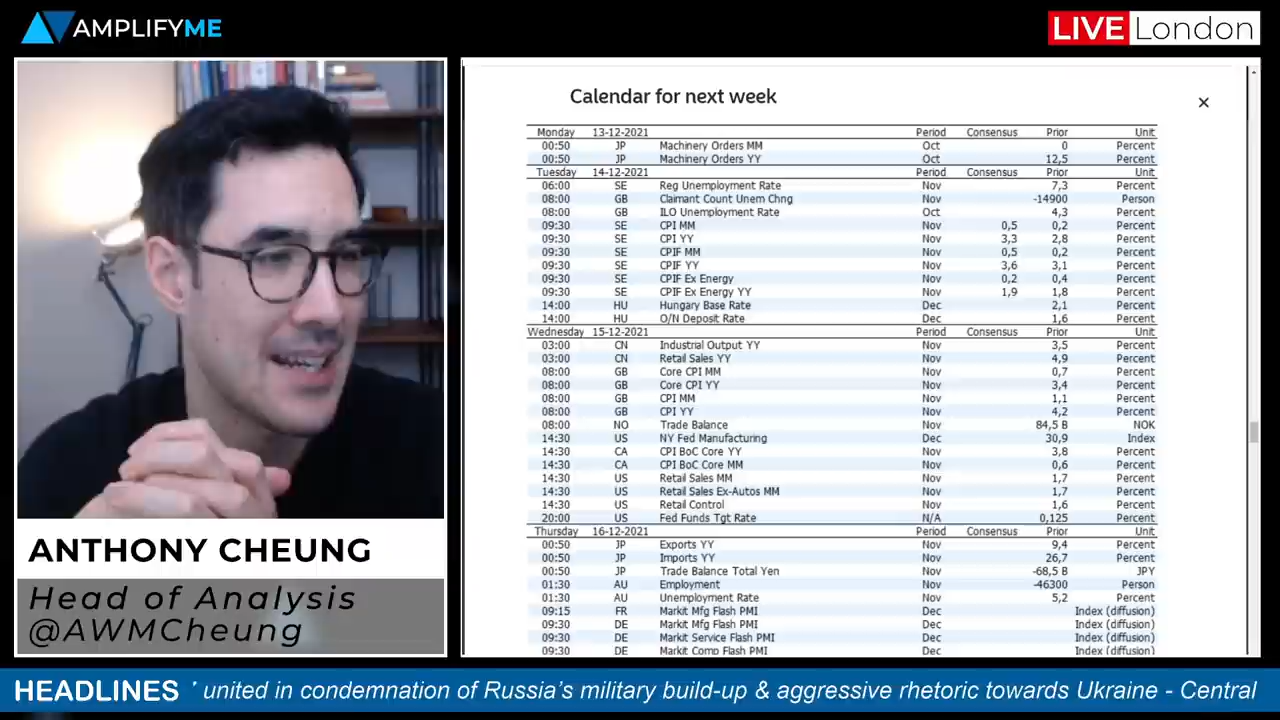 AMPLIFYME
LIVE London
Calendar for next week
×
Monday 13-12-2021 Period Consensus Prior Unit
00:50 JP Machinery Orders MM Oct 0 Percent
00:50 JP Machinery Orders YY Oct 12,5 Percent
Tuesday 14-12-2021 Period Consensus Prior Unit
06:00 SE Reg Unemployment Rate Nov 7,3 Percent
08:00 GB Claimant Count Unem Chng Nov -14900 Person
08:00 GB ILO Unemployment Rate Oct 4,3 Percent
09:30 SE CPI MM Nov 0,5 0,2 Percent
09:30 SE CPI YY Nov 3,3 2,8 Percent
09:30 SE CPIF MM Nov 0,5 0,2 Percent
09:30 SE CPIF YY Nov 3,6 3,1 Percent
09:30 SE CPIF Ex Energy Nov 0,2 0,4 Percent
09:30 SE CPIF Ex Energy YY Nov 1,9 1,8 Percent
14:00 HU Hungary Base Rate Dec 2,1 Percent
14:00 HU O/N Deposit Rate Dec 1,6 Percent
Wednesday 15-12-2021 Period Consensus Prior Unit
03:00 CN Industrial Output YY Nov 3,5 Percent
03:00 CN Retail Sales YY Nov 4,9 Percent
08:00 GB Core CPI MM Nov 0,7 Percent
08:00 GB Core CPI YY Nov 3,4 Percent
08:00 GB CPI MM Nov 1,1 Percent
08:00 GB CPI YY Nov 4,2 Percent
08:00 NO Trade Balance Nov 84,5 B NOK
14:30 US NY Fed Manufacturing Dec 30,9 Index
14:30 CA CPI BoC Core YY Nov 3,8 Percent
14:30 CA CPI BoC Core MM Nov 0,6 Percent
14:30 US Retail Sales MM Nov 1,7 Percent
14:30 US Retail Sales Ex-Autos MM Nov 1,7 Percent
14:30 US Retail Control Nov 1,6 Percent
20:00 US Fed Funds Tgt Rate N/A 0,125 Percent
Thursday 16-12-2021 Period Consensus Prior Unit
00:50 JP Exports YY Nov 9,4 Percent
00:50 JP Imports YY Nov 26,7 Percent
00:50 JP Trade Balance Total Yen Nov -68,5 B JPY
01:30 AU Employment Nov -46300 Person
01:30 AU Unemployment Rate Nov 5,2 Percent
09:15 FR Markit Mfg Flash PMI Dec Index (diffusion)
09:30 DE Markit Mfg Flash PMI Dec Index (diffusion)
09:30 DE Markit Service Flash PMI Dec Index (diffusion)
09:30 DE Markit Comp Flash PMI Dec Index (diffusion)
ANTHONY CHEUNG
Head of Analysis
@AWMCheung
HEADLINES ' united in condemnation of Russia's military build-up & aggressive rhetoric towards Ukraine - Central